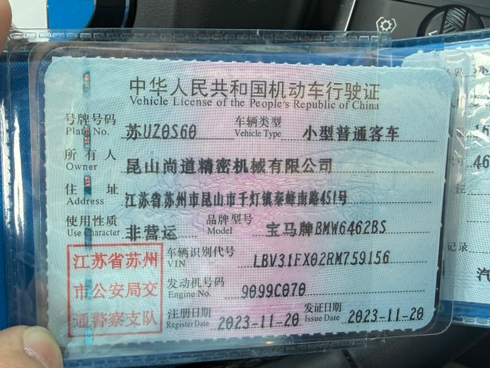 中华人民共和国机动车行驶证
Vehicle License of the People's Republic of China
号牌号码 苏UZ0S60 车辆类型 小型普通客车
Plate No. Vehicle Type
所有人 昆山尚道精密机械有限公司
Owner
住址 江苏省苏州市昆山市千灯镇秦峰南路451号
Address
使用性质 非营运 品牌型号 宝马牌BMW6462BS
Use Character Model
车辆识别代号 LBV31FX02RM759156
VIN
发动机号码 9099C070
Engine No.
注册日期 2023-11-20 发证日期 2023-11-20
Register Date Issue Date
江苏省苏州
市公安局交
通警察支队
记录
汽